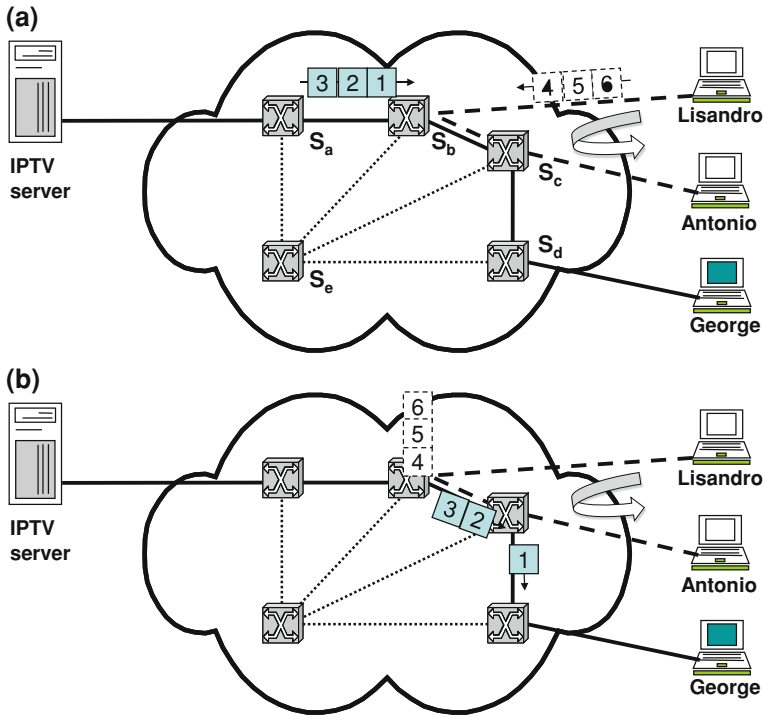 (a)
3 2 1
4 5 6
Lisandro
IPTV
server
Sa
Sb
Sc
Antonio
Se
Sd
George
(b)
6
5
4
Lisandro
3 2
IPTV
server
1
Antonio
George